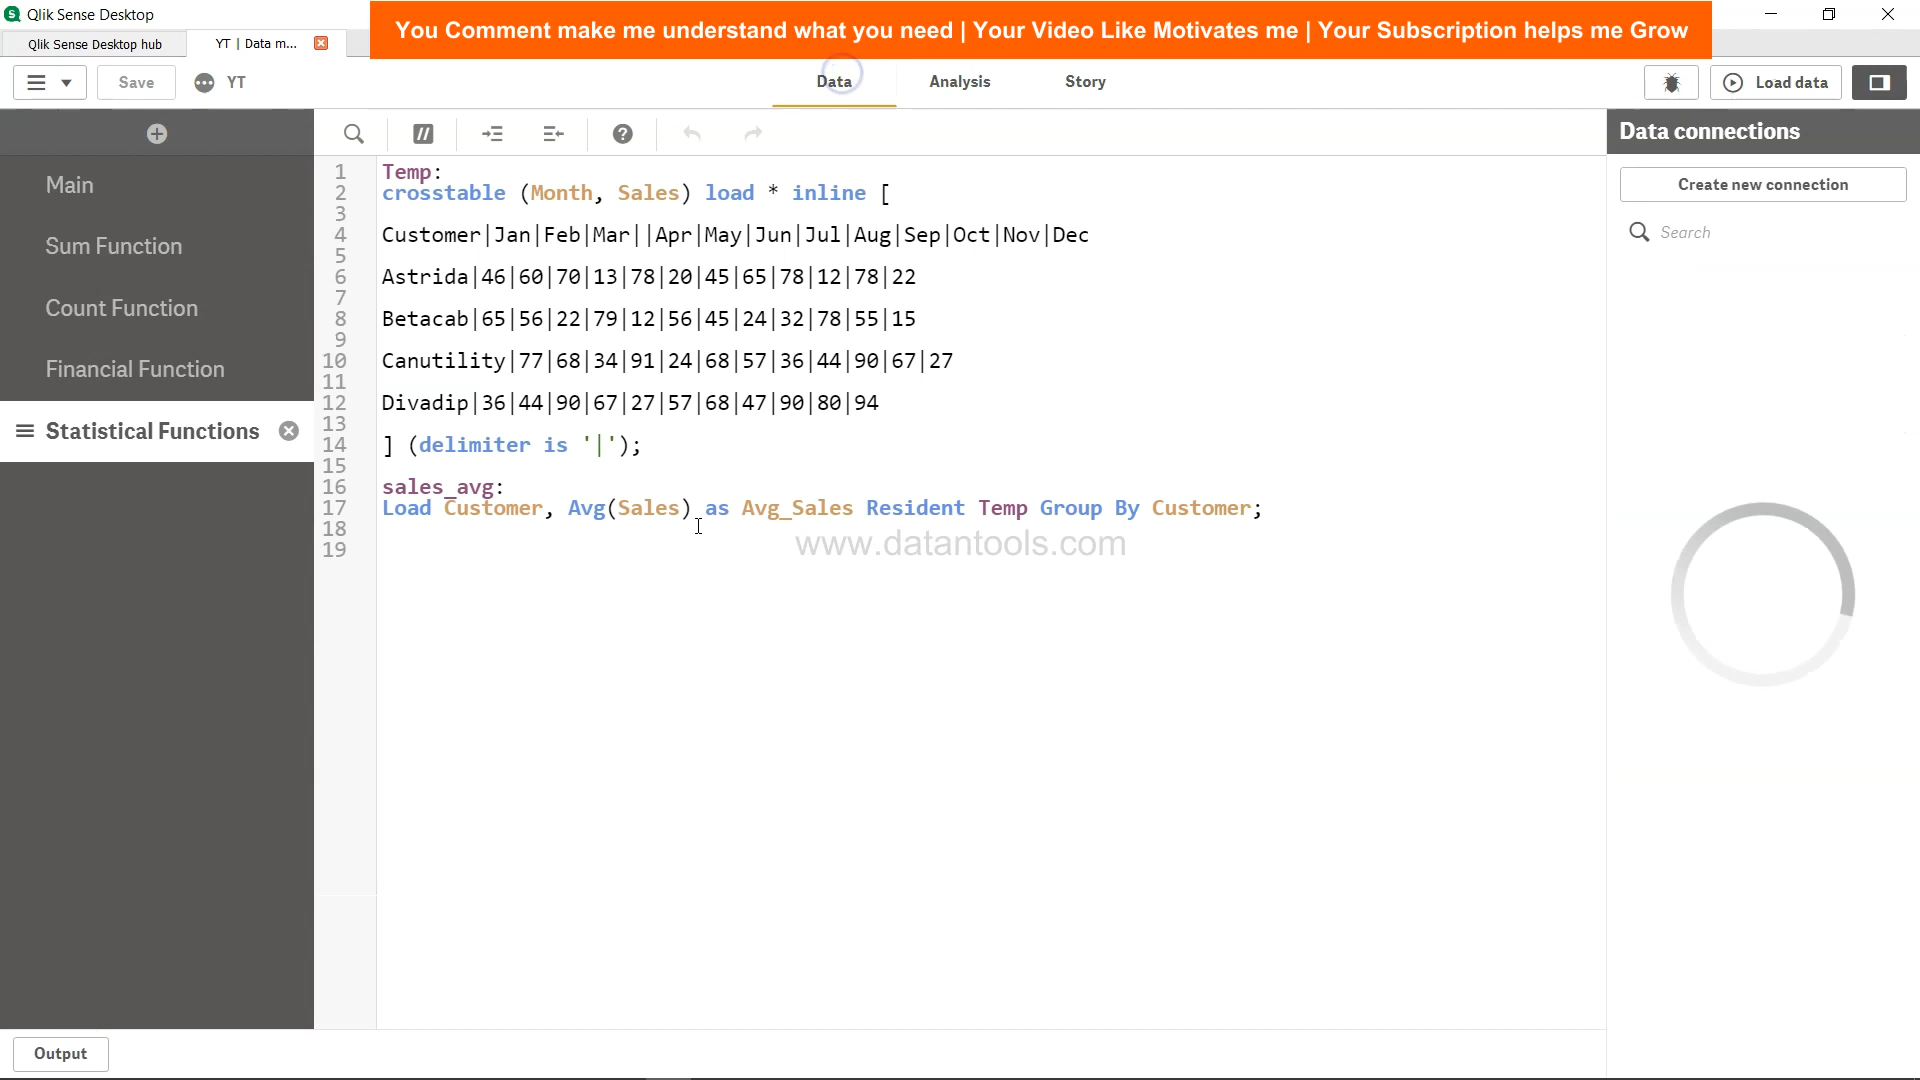 Qlik Sense Desktop
You Comment make me understand what you need | Your Video Like Motivates me | Your Subscription helps me Grow
Qlik Sense Desktop hub
YT | Data m...
Save
YT
Data
Analysis
Story
Load data
Data connections
Create new connection
Search
Main
Sum Function
Count Function
Financial Function
Statistical Functions
1 Temp:
2 crosstable (Month, Sales) load * inline [
3
4 Customer|Jan|Feb|Mar||Apr|May|Jun|Jul|Aug|Sep|Oct|Nov|Dec
5
6 Astrida|46|60|70|13|78|20|45|65|78|12|78|22
7
8 Betacab|65|56|22|79|12|56|45|24|32|78|55|15
9
10 Canutility|77|68|34|91|24|68|57|36|44|90|67|27
11
12 Divadip|36|44|90|67|27|57|68|47|90|80|94
13
14 ] (delimiter is '|');
15
16 sales_avg:
17 Load Customer, Avg(Sales) as Avg_Sales Resident Temp Group By Customer;
18
19
www.datantools.com
Output